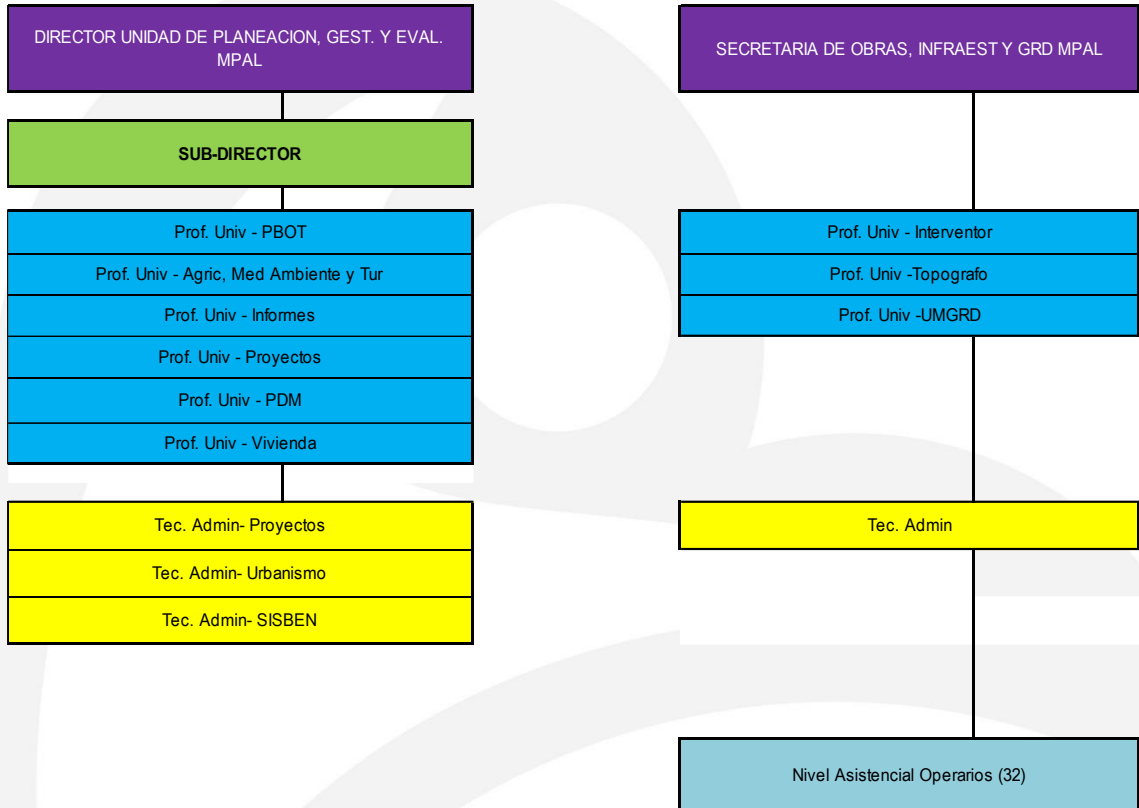 DIRECTOR UNIDAD DE PLANEACION, GEST. Y EVAL.
MPAL
SUB-DIRECTOR
Prof. Univ - PBOT
Prof. Univ - Agric, Med Ambiente y Tur
Prof. Univ - Informes
Prof. Univ - Proyectos
Prof. Univ - PDM
Prof. Univ - Vivienda
Tec. Admin- Proyectos
Tec. Admin- Urbanismo
Tec. Admin- SISBEN
SECRETARIA DE OBRAS, INFRAEST Y GRD MPAL
Prof. Univ - Interventor
Prof. Univ -Topografo
Prof. Univ -UMGRD
Tec. Admin
Nivel Asistencial Operarios (32)